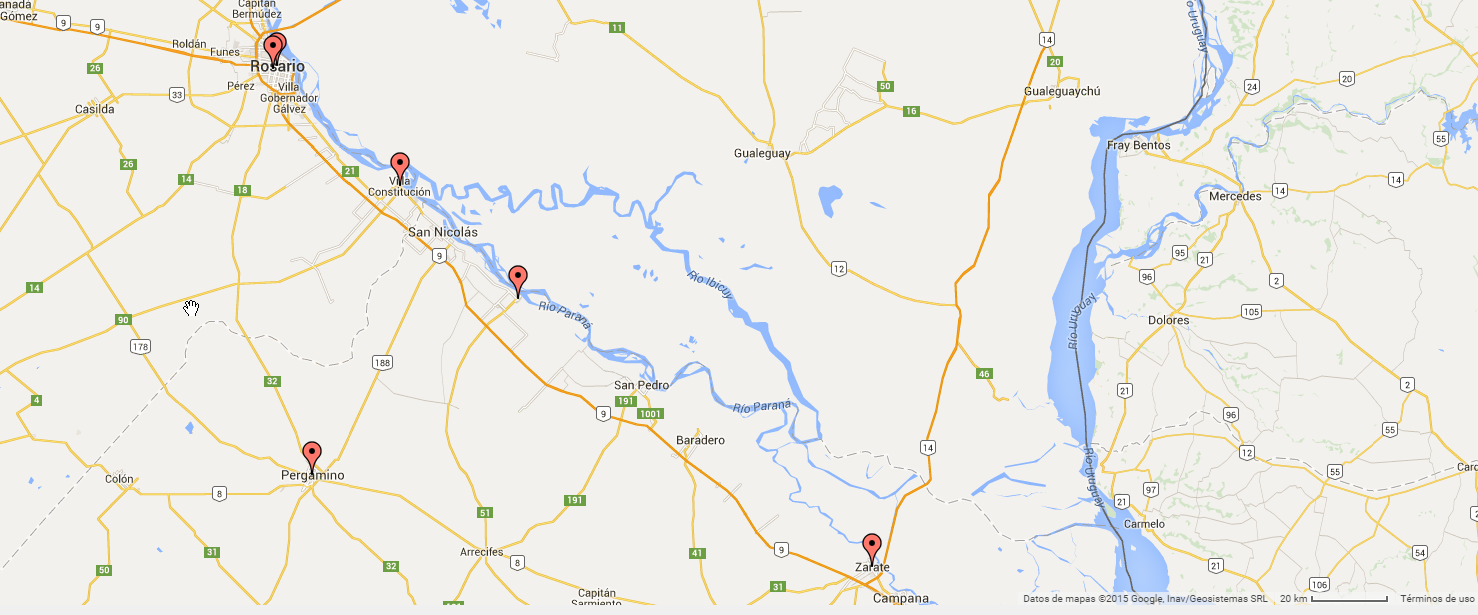 anada
Gómez
9
9
Capitán
Bermúdez
11
14
20
Río Uruguay
Roldán
Funes
Rosario
26
Pérez
Villa
Gobernador
Gálvez
33
Casilda
50
16
Gualeguaychú
24
20
Gualeguay
Fray Bentos
55
26
14
18
21
Villa
Constitución
14
14
Mercedes
San Nicolás
9
12
95
21
96
2
14
Río Ibicuy
Río Uruguay
90
Río Paraná
105
Dolores
178
188
32
46
4
San Pedro
191
1001
9
Río Paraná
21
2
96
55
Baradero
14
12
Pergamino
Colón
8
Río Uruguay
55
Card
97
21
191
51
2
Carmelo
31
Arrecifes
8
41
9
Zarate
54
50
32
31
21
106
Capitán
Sarmiento
Campana
Datos de mapas ©2015 Google, Inav/Geosistemas SRL
20 km
Términos de uso